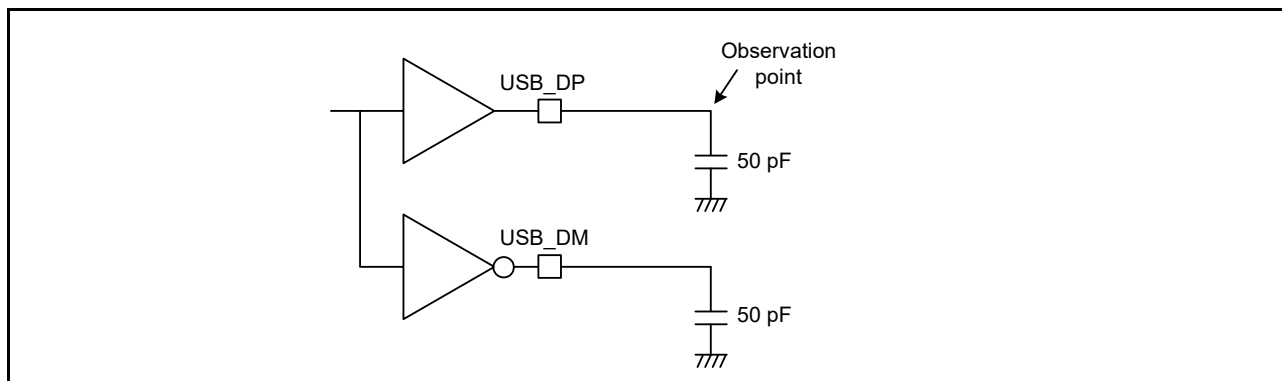 Observation
point
USB_DP
50 pF
USB_DM
50 pF